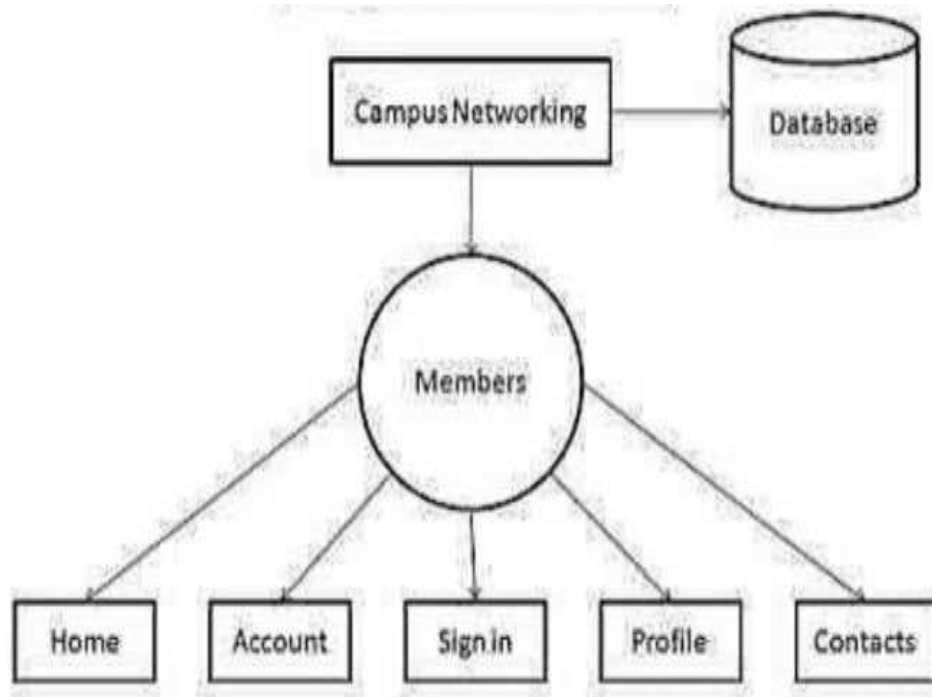 Campus Networking
Database
Members
Home
Account
Sign in
Profile
Contacts